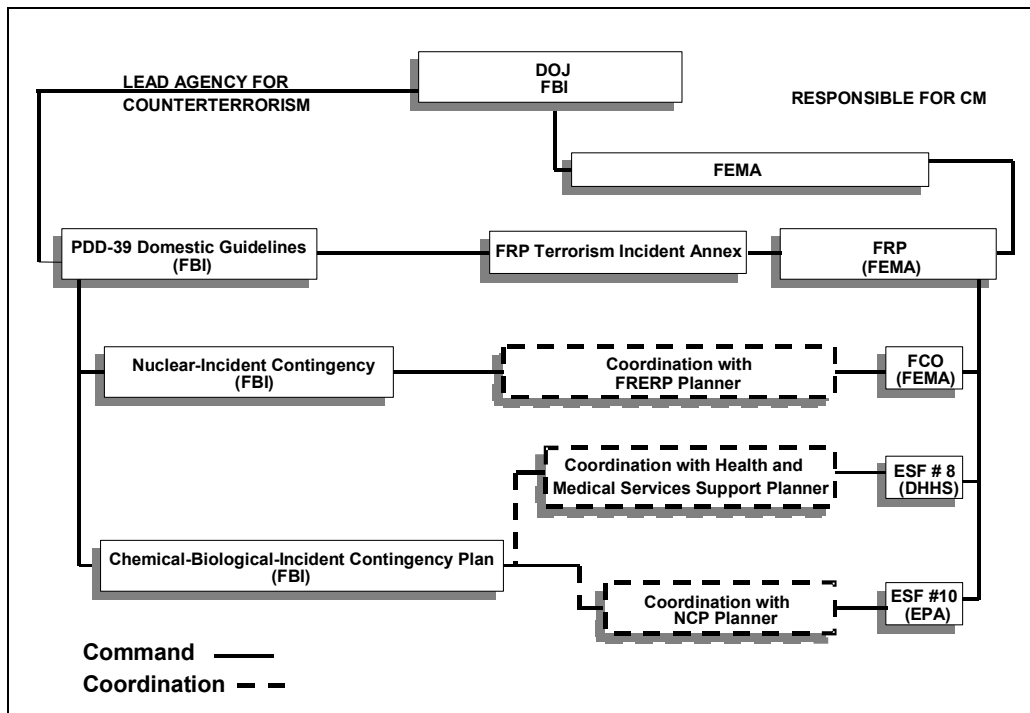 DOJ
FBI
LEAD AGENCY FOR
COUNTERTERRORISM
RESPONSIBLE FOR CM
FEMA
PDD-39 Domestic Guidelines
(FBI)
FRP Terrorism Incident Annex
FRP
(FEMA)
Nuclear-Incident Contingency
(FBI)
Coordination with
FRERP Planner
FCO
(FEMA)
Coordination with Health and
Medical Services Support Planner
ESF # 8
(DHHS)
Chemical-Biological-Incident Contingency Plan
(FBI)
Coordination with
NCP Planner
ESF #10
(EPA)
Command
Coordination